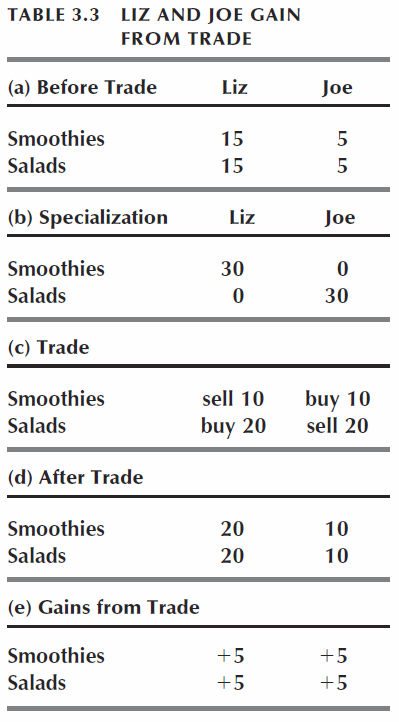 TABLE 3.3 LIZ AND JOE GAIN
FROM TRADE
(a) Before Trade Liz Joe
Smoothies 15 5
Salads 15 5
(b) Specialization Liz Joe
Smoothies 30 0
Salads 0 30
(c) Trade
Smoothies sell 10 buy 10
Salads buy 20 sell 20
(d) After Trade
Smoothies 20 10
Salads 20 10
(e) Gains from Trade
Smoothies +5 +5
Salads +5 +5